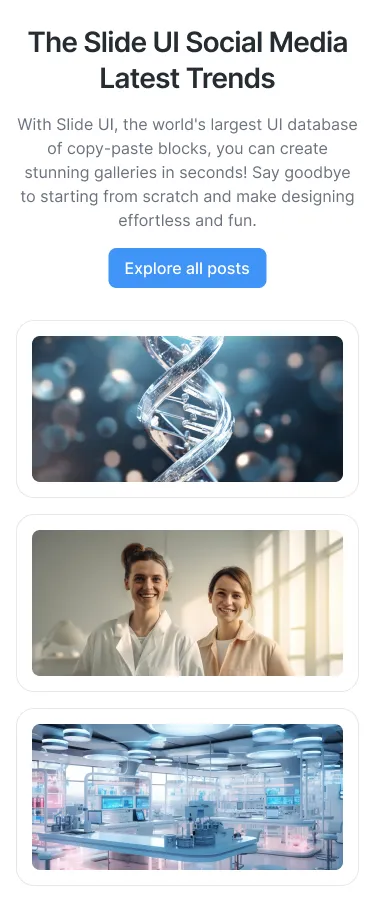 The Slide UI Social Media
Latest Trends
With Slide UI, the world's largest UI database
of copy-paste blocks, you can create
stunning galleries in seconds! Say goodbye
to starting from scratch and make designing
effortless and fun.
Explore all posts